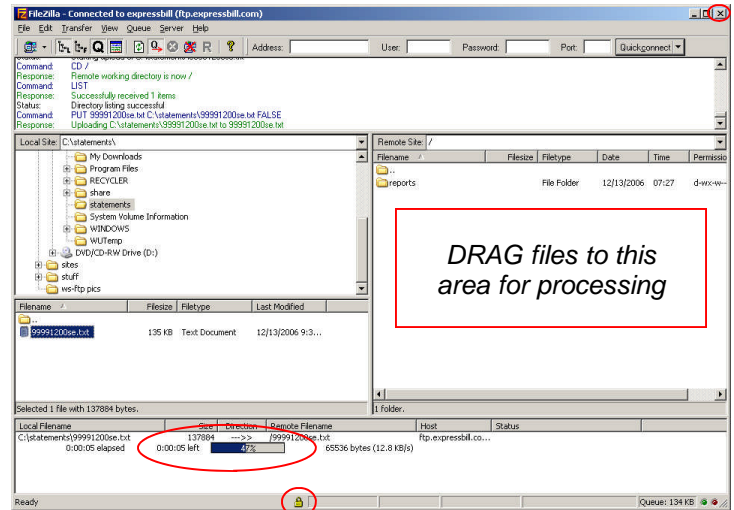 FileZilla - Connected to expressbill (ftp.expressbill.com)
File Edit Transfer View Queue Server Help
Address: User: Password: Port: Quickconnect
Command: CD /
Response: Remote working directory is now /
Command: LIST
Response: Successfully received 1 items
Status: Directory listing successful
Command: PUT 99991200se.txt C:\statements\99991200se.txt FALSE
Response: Uploading C:\statements\99991200se.txt to 99991200se.txt
Local Site: C:\statements\
My Downloads
Program Files
RECYCLER
share
statements
System Volume Information
WINDOWS
WUTemp
DVD/CD-RW Drive (D:)
sites
stuff
ws-ftp pics
Filename Filesize Filetype Last Modified
..
99991200se.txt 135 KB Text Document 12/13/2006 9:3...
Selected 1 file with 137884 bytes.
Remote Site: /
Filename Filesize Filetype Date Time Permissio
..
reports File Folder 12/13/2006 07:27 d-wx-w--
DRAG files to this
area for processing
1 folder.
Local Filename Size Direction Remote Filename Host Status
C:\statements\99991200se.txt 137884 --->> /99991200se.txt ftp.expressbill.co...
0:00:05 elapsed 0:00:05 left 47% 65536 bytes (12.8 KB/s)
Ready Queue: 134 KB